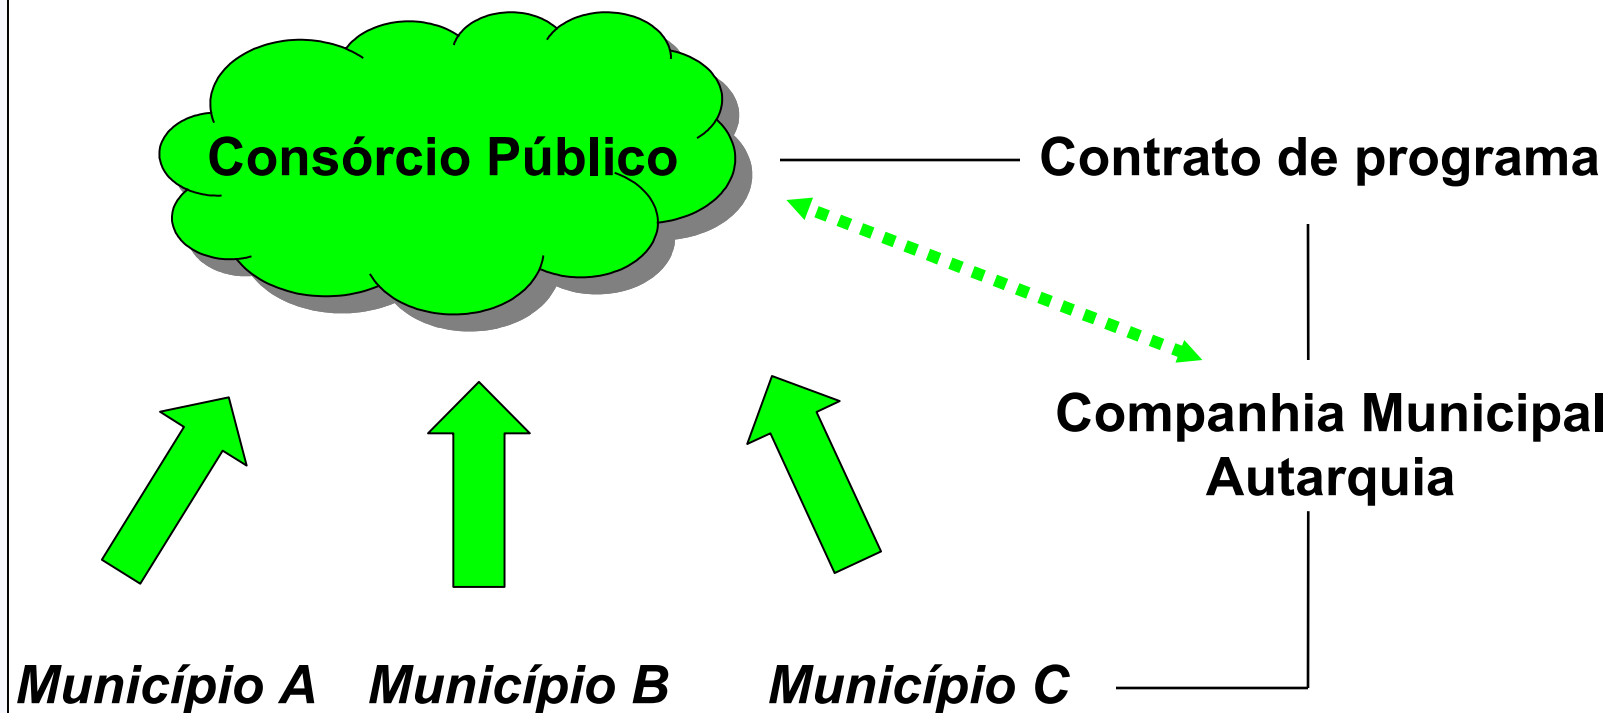 Consórcio Público
Contrato de programa
Companhia Municipal
Autarquia
Município A
Município B
Município C